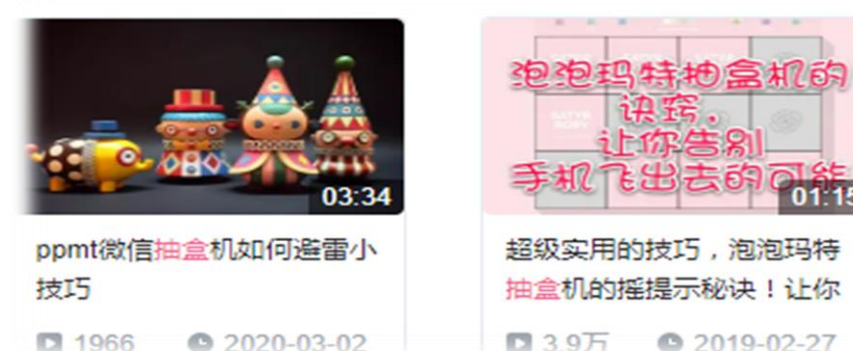 03:34
ppmt微信抽盒机如何避雷小
技巧
1966 2020-03-02
泡泡玛特抽盒机的
诀窍，
让你告别
手机飞出去的可能
01:15
超级实用的技巧，泡泡玛特
抽盒机的摇提示秘诀！让你
3.9万 2019-02-27